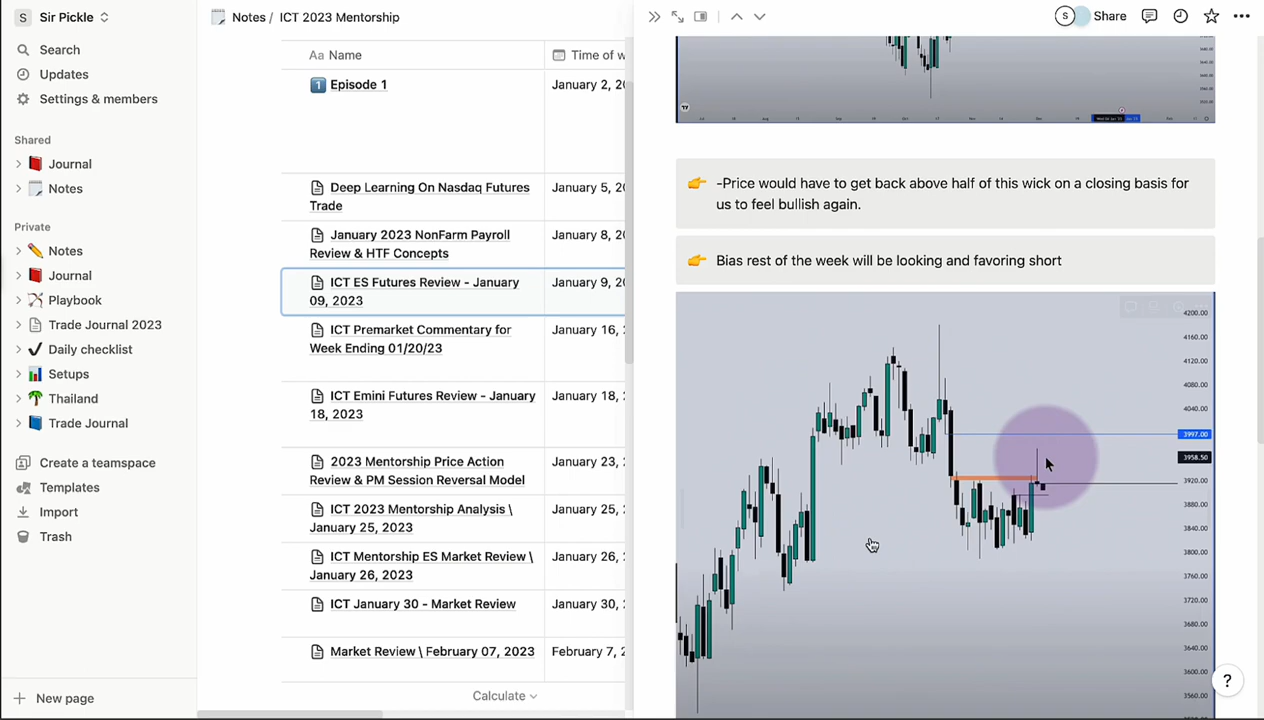 S Sir Pickle
Search
Updates
Settings & members
Shared
Journal
Notes
Private
Notes
Journal
Playbook
Trade Journal 2023
Daily checklist
Setups
Thailand
Trade Journal
Create a teamspace
Templates
Import
Trash
New page
Notes / ICT 2023 Mentorship
Aa Name
Time of w
1 Episode 1
January 2, 20
Deep Learning On Nasdaq Futures
Trade
January 5, 20
January 2023 NonFarm Payroll
Review & HTF Concepts
January 8, 20
ICT ES Futures Review - January
09, 2023
January 9, 20
ICT Premarket Commentary for
Week Ending 01/20/23
January 16, 2
ICT Emini Futures Review - January
18, 2023
January 18, 2
2023 Mentorship Price Action
Review & PM Session Reversal Model
January 23, 2
ICT 2023 Mentorship Analysis \
January 25, 2023
January 25, 2
ICT Mentorship ES Market Review \
January 26, 2023
January 26, 2
ICT January 30 - Market Review
January 30, 2
Market Review \ February 07, 2023
February 7, 2
Calculate
S Share
-Price would have to get back above half of this wick on a closing basis for
us to feel bullish again.
Bias rest of the week will be looking and favoring short
4200.00
4160.00
4120.00
4080.00
4040.00
3997.00
3958.50
3920.00
3880.00
3840.00
3800.00
3760.00
3720.00
3680.00
3640.00
3600.00
3560.00
?